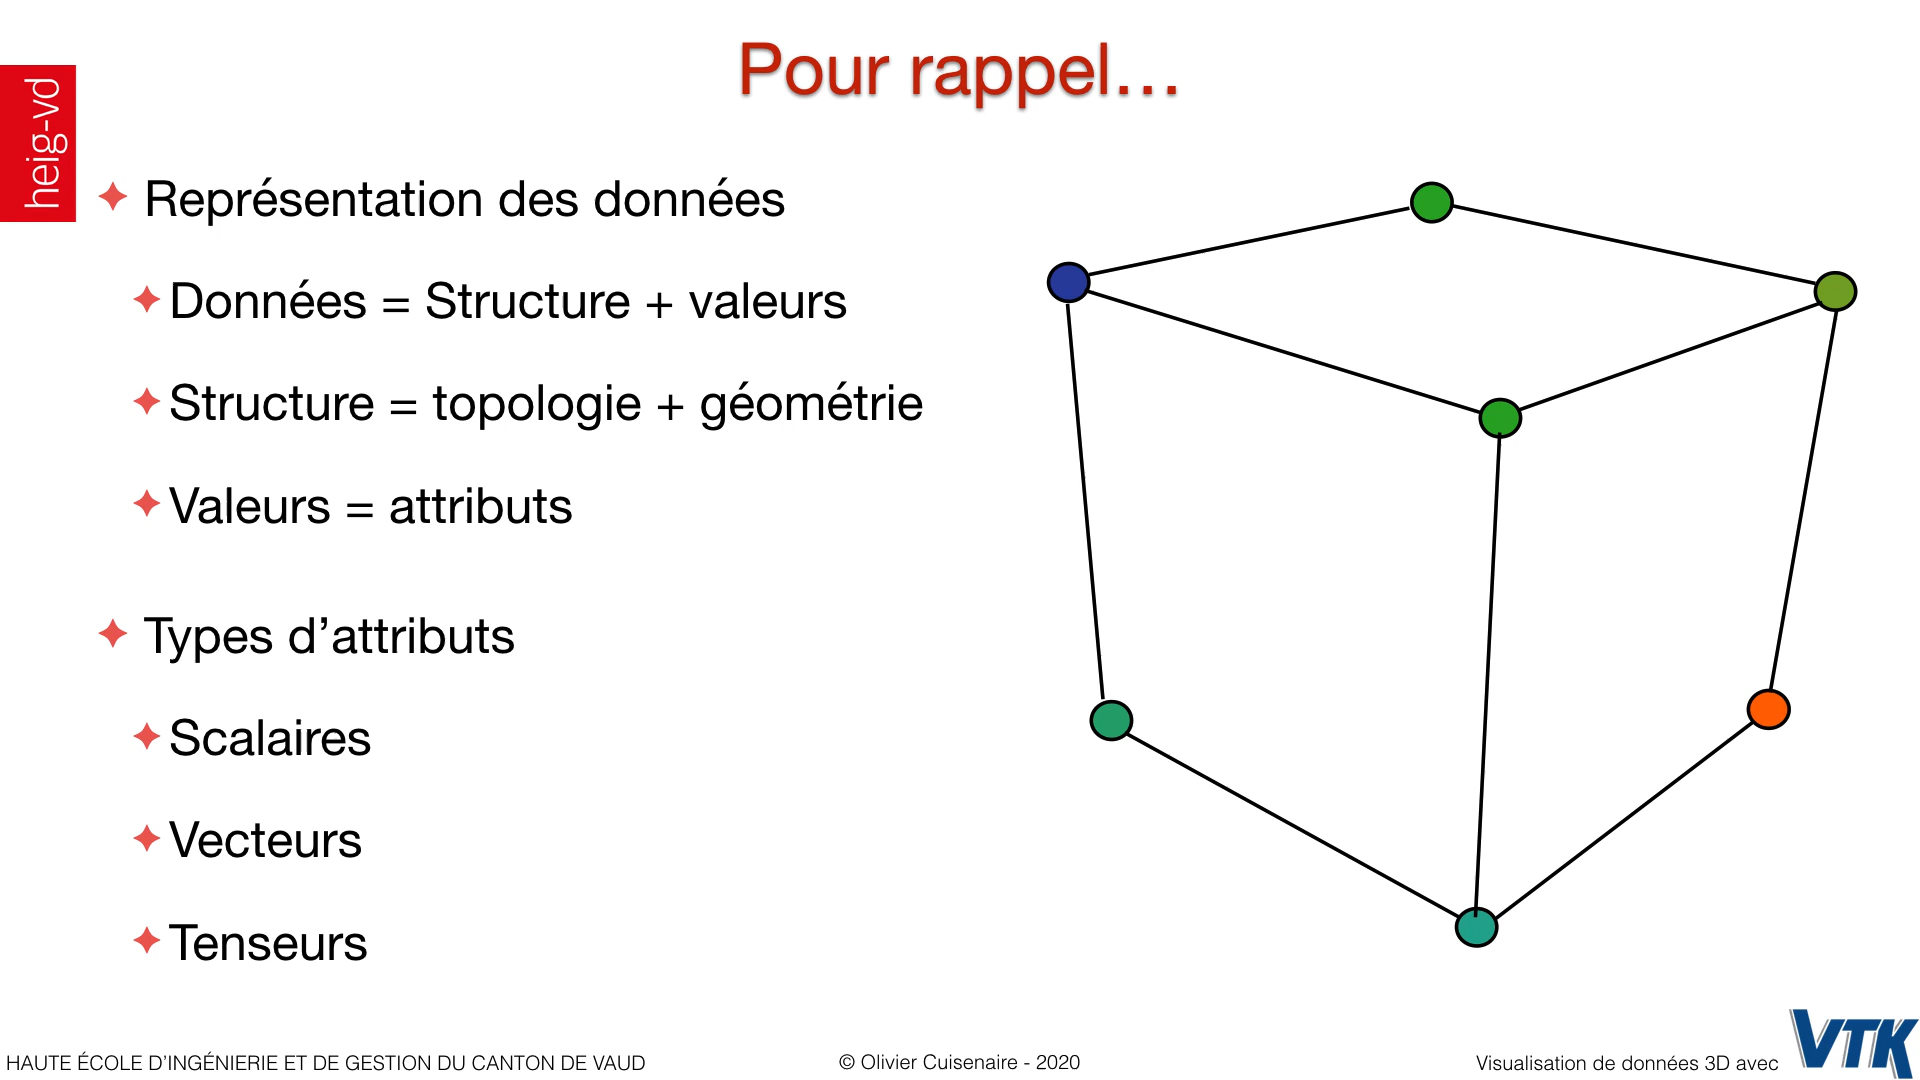 Pour rappel…
heig-vd
Représentation des données
Données = Structure + valeurs
Structure = topologie + géométrie
Valeurs = attributs
Types d’attributs
Scalaires
Vecteurs
Tenseurs
HAUTE ÉCOLE D’INGÉNIERIE ET DE GESTION DU CANTON DE VAUD
© Olivier Cuisenaire - 2020
Visualisation de données 3D avec VTK